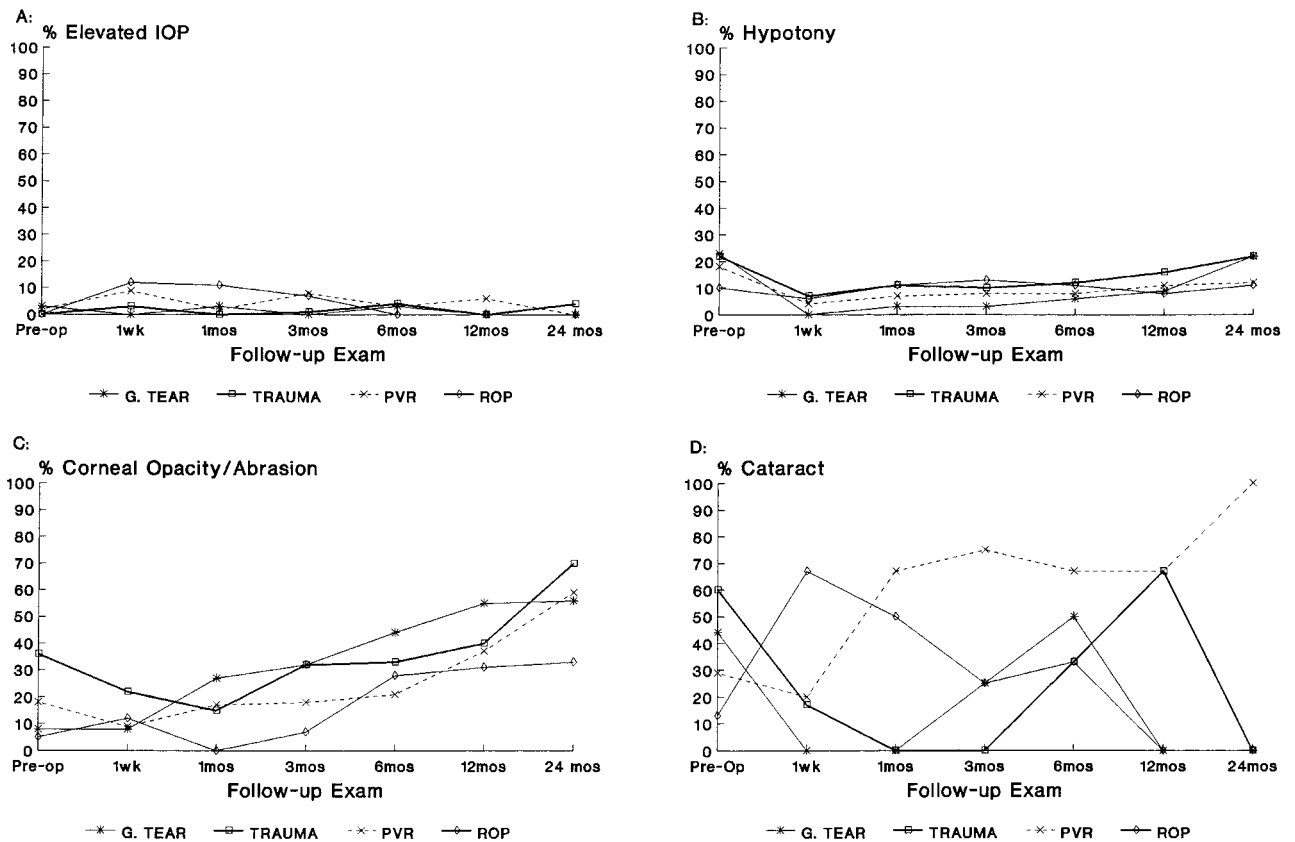 A:
% Elevated IOP
100
90
80
70
60
50
40
30
20
10
0
Pre-op 1wk 1mos 3mos 6mos 12mos 24 mos
Follow-up Exam
G. TEAR TRAUMA PVR ROP
B:
% Hypotony
100
90
80
70
60
50
40
30
20
10
0
Pre-op 1wk 1mos 3mos 6mos 12mos 24 mos
Follow-up Exam
G. TEAR TRAUMA PVR ROP
C:
% Corneal Opacity/Abrasion
100
90
80
70
60
50
40
30
20
10
0
Pre-op 1wk 1mos 3mos 6mos 12mos 24 mos
Follow-up Exam
G. TEAR TRAUMA PVR ROP
D:
% Cataract
100
90
80
70
60
50
40
30
20
10
0
Pre-Op 1wk 1mos 3mos 6mos 12mos 24mos
Follow-up Exam
G. TEAR TRAUMA PVR ROP